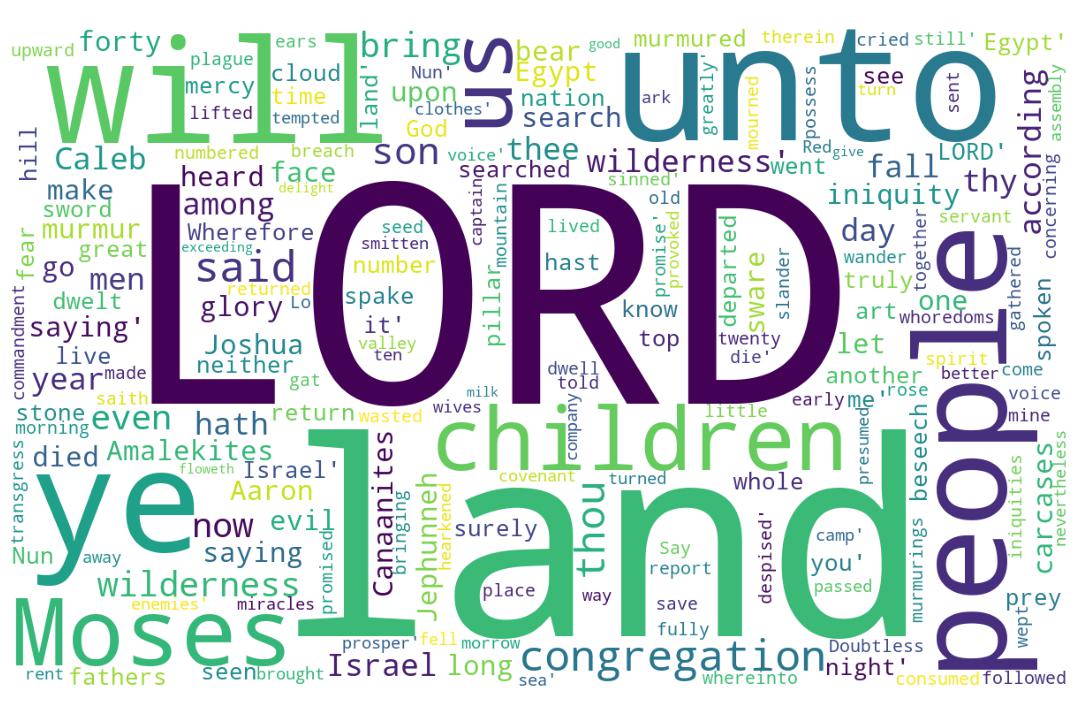 upward forty ears bring us bear murmured therein cried still' Egypt'
will plague cloud land' Nun' Egypt unto see
mercy time upon clothes' nation ark greatly' mourned possess turn sent according assembly
lifted tempted God search Red give
hill Caleb numbered breach son voice' thee wilderness' went fall LORD'
make heard face delight searched sinned' old iniquity thy concerning
sword among LORD seed captain mountain lived promise' provoked day servant
murmur Wherefore smitten together people
fear great said exceeding number hast departed sware slander wander truly gathered
go men returned pillar art one spoken
dwelt glory Lo spake know whoredoms
commandment saying' it' top twenty let
live Joshua valley die' spirit
neither ten dwell another better come
year made gat told me' rose voice
saith milk wives company little early mine
stone even hath return wasted children presumed beseech
morning
transgress died Amalekites Israel' land Canaanites whole carcases nevertheless
floweth covenant turned iniquities
ye Aaron Jephunneh hearkened bringing thou
now evil surely despised' camp'
Nun away saying promised Say report you'
wilderness place way passed murmurings prey
enemies' miracles save wept
Moses fully
prosper' fell morrow congregation Doubtless
rent fathers seen brought Israel long sea' whereinto night' consumed followed